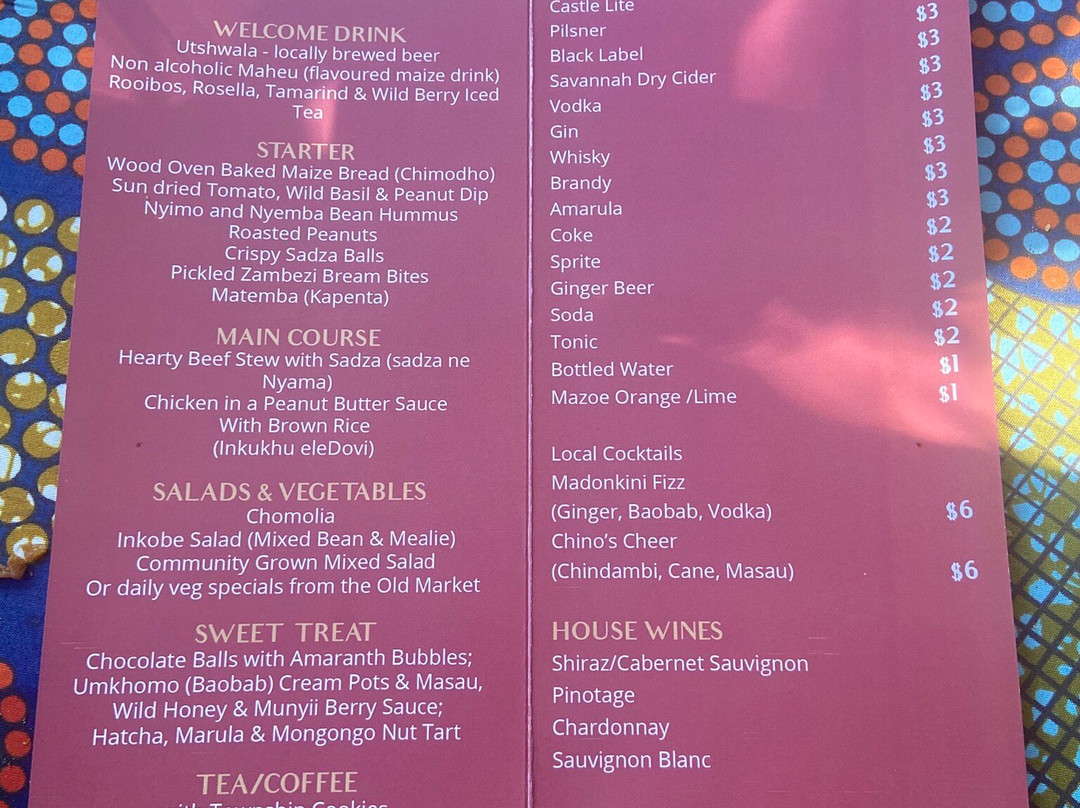 WELCOME DRINK
Utshwala - locally brewed beer
Non alcoholic Maheu (flavoured maize drink)
Rooibos, Rosella, Tamarind & Wild Berry Iced
Tea
STARTER
Wood Oven Baked Maize Bread (Chimodho)
Sun dried Tomato, Wild Basil & Peanut Dip
Nyimo and Nyemba Bean Hummus
Roasted Peanuts
Crispy Sadza Balls
Pickled Zambezi Bream Bites
Matemba (Kapenta)
MAIN COURSE
Hearty Beef Stew with Sadza (sadza ne
Nyama)
Chicken in a Peanut Butter Sauce
With Brown Rice
(Inkukhu eleDovi)
SALADS & VEGETABLES
Chomolia
Inkobe Salad (Mixed Bean & Mealie)
Community Grown Mixed Salad
Or daily veg specials from the Old Market
SWEET TREAT
Chocolate Balls with Amaranth Bubbles;
Umkhomo (Baobab) Cream Pots & Masau,
Wild Honey & Munyii Berry Sauce;
Hatcha, Marula & Mongongo Nut Tart
TEA/COFFEE
with Township Cookies
Castle Lite
Pilsner $3
Black Label $3
Savannah Dry Cider $3
Vodka $3
Gin $3
Whisky $3
Brandy $3
Amarula $3
Coke $2
Sprite $2
Ginger Beer $2
Soda $2
Tonic $2
Bottled Water $1
Mazoe Orange /Lime $1
Local Cocktails
Madonkini Fizz
(Ginger, Baobab, Vodka) $6
Chino's Cheer
(Chindambi, Cane, Masau) $6
HOUSE WINES
Shiraz/Cabernet Sauvignon
Pinotage
Chardonnay
Sauvignon Blanc